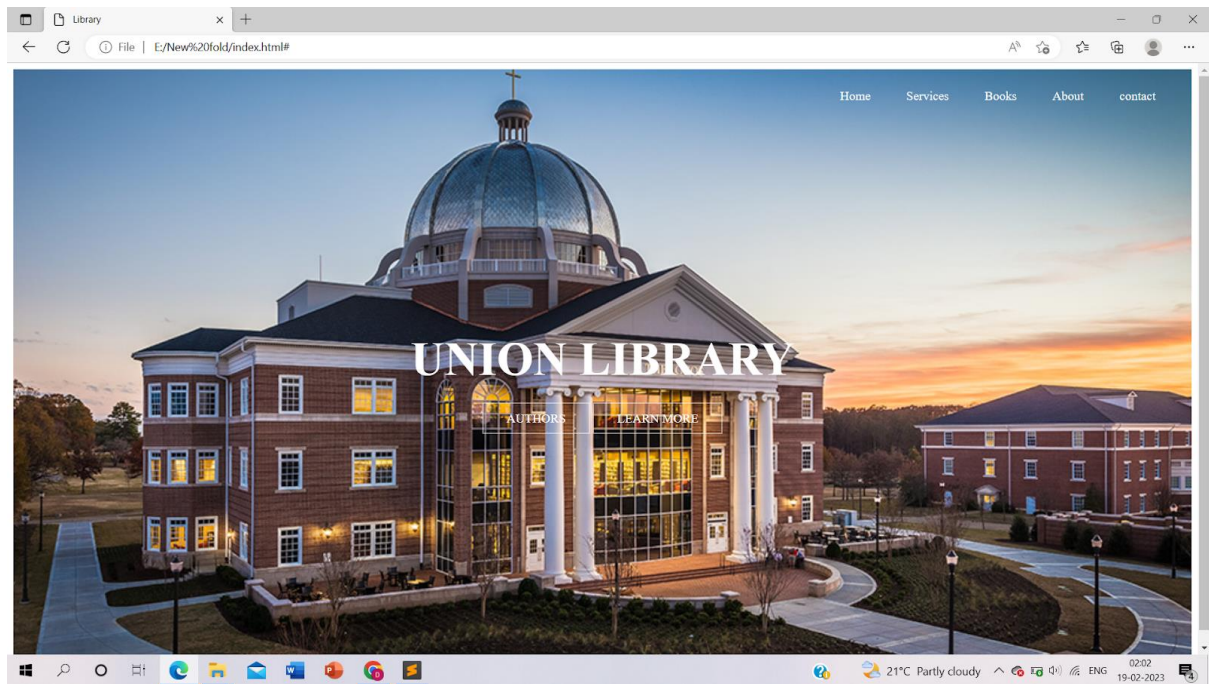 Library
File | E:/New%20fold/index.html#
Home Services Books About contact
UNION LIBRARY
AUTHORS LEARN MORE
21°C Partly cloudy ENG 02:02
19-02-2023
4